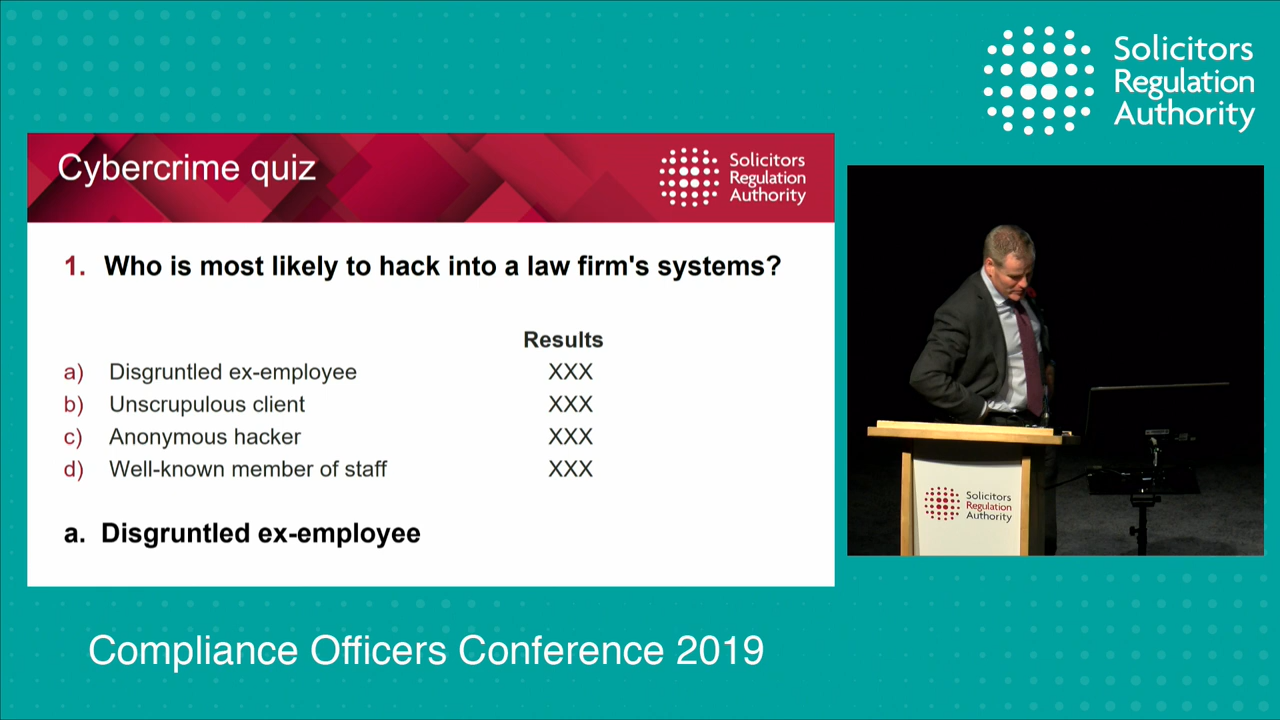 Solicitors
Regulation
Authority
Cybercrime quiz
Solicitors
Regulation
Authority
1. Who is most likely to hack into a law firm's systems?
Results
a) Disgruntled ex-employee XXX
b) Unscrupulous client XXX
c) Anonymous hacker XXX
d) Well-known member of staff XXX
a. Disgruntled ex-employee
Solicitors
Regulation
Authority
Compliance Officers Conference 2019